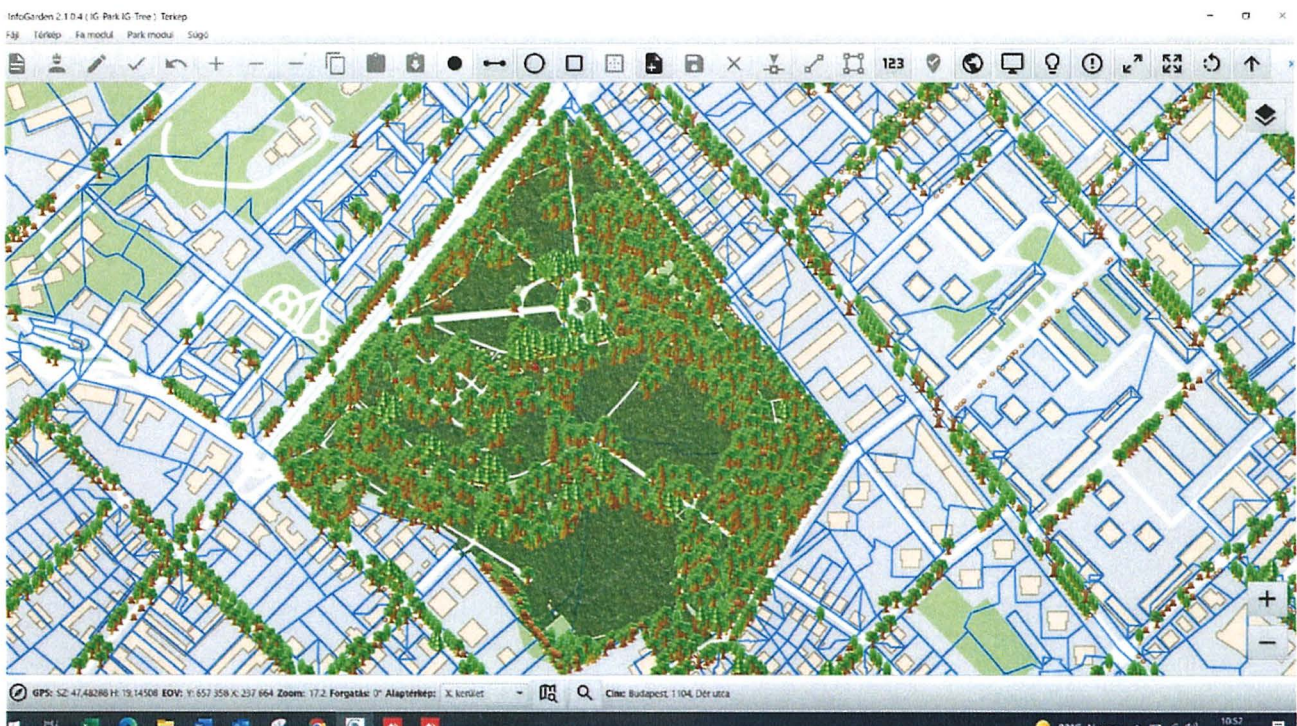 InfoGarden 2.1.0.4 ( IG-Park IG-Tree ) Térkép
Fájl Térkép Fa modul Park modul Súgó
123
GPS: SZ: 47,48288 H: 19,14508 EOV: Y: 657 358 X: 237 664 Zoom: 17.2 Forgatás: 0° Alaptérkép: X. kerület Cím: Budapest, 1104, Dér utca
10:52